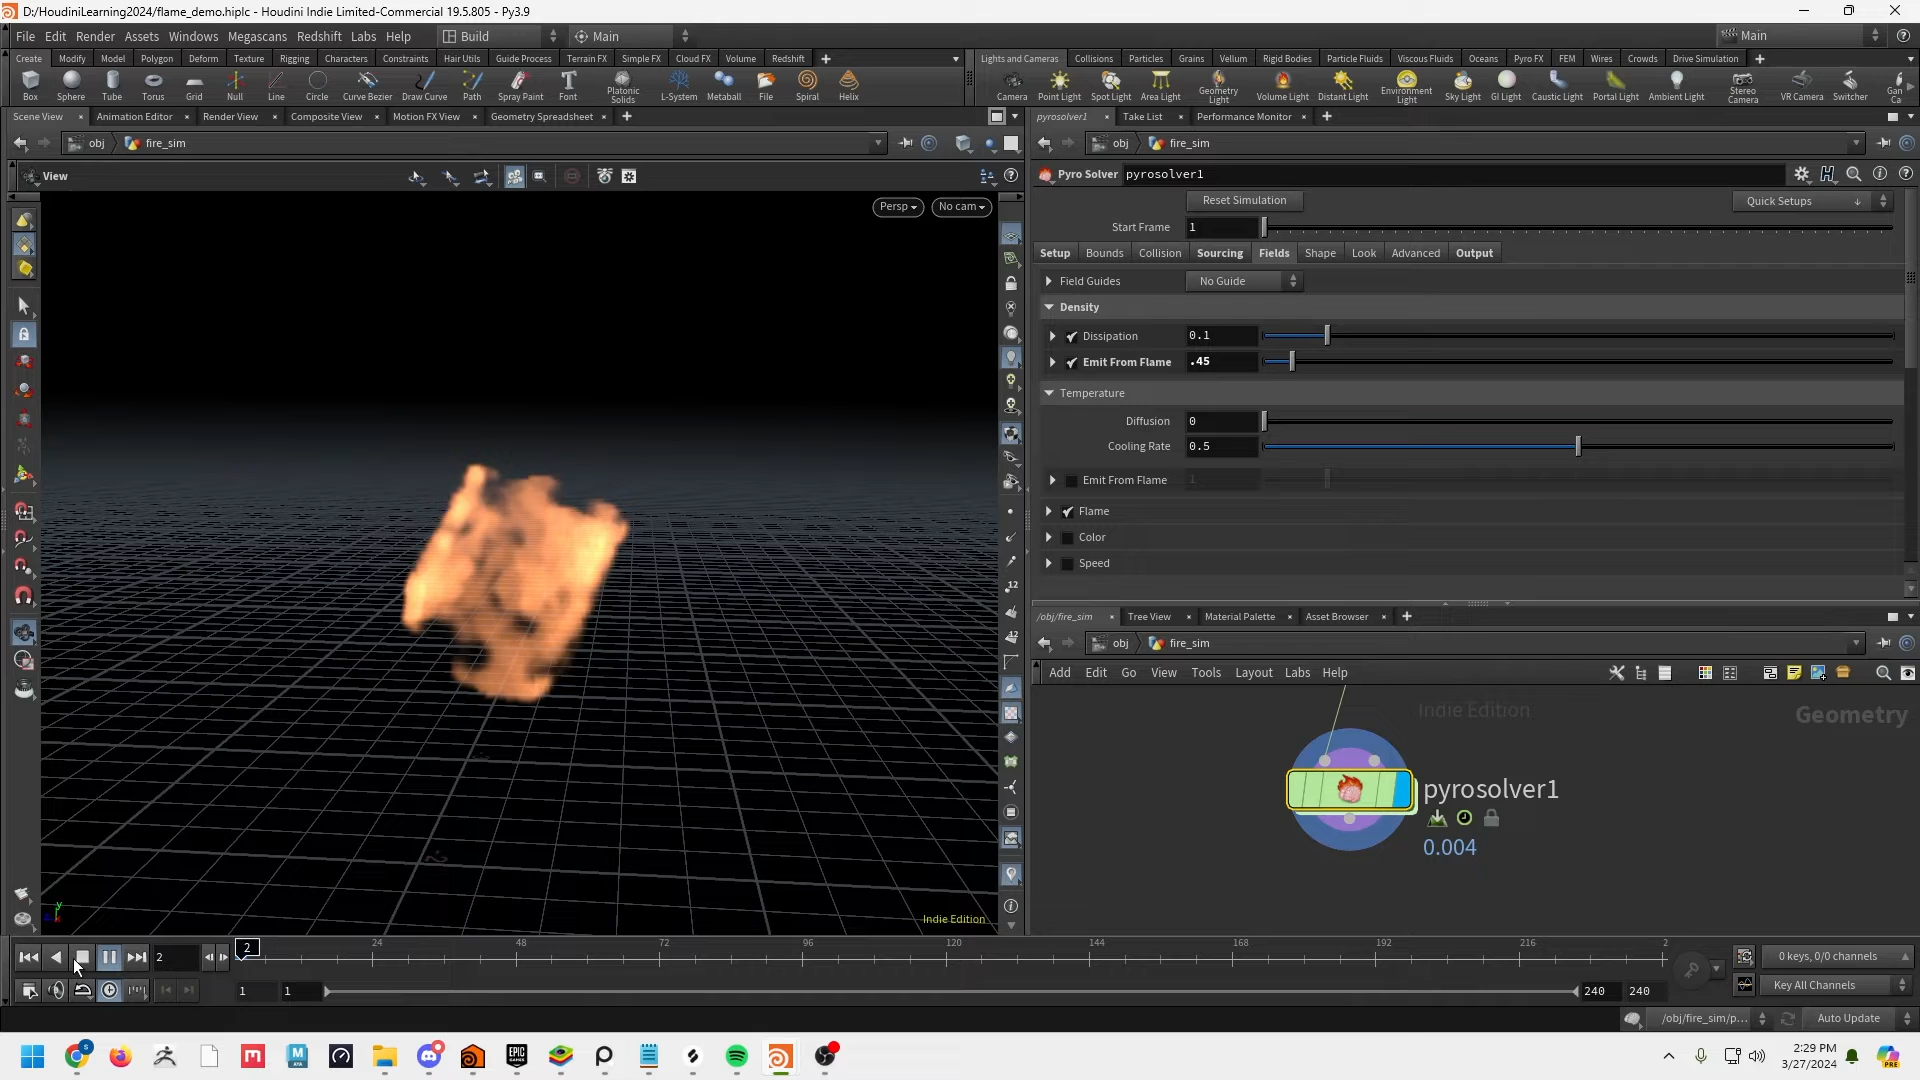 D:/HoudiniLearning2024/flame_demo.hiplc - Houdini Indie Limited-Commercial 19.5.805 - Py3.9
File Edit Render Assets Windows Megascans Redshift Labs Help Build Main Main
Create Modify Model Polygon Deform Texture Rigging Characters Constraints Hair Utils Guide Process Terrain FX Simple FX Cloud FX Volume Redshift
Lights and Cameras Collisions Particles Grains Vellum Rigid Bodies Particle Fluids Viscous Fluids Oceans Pyro FX FEM Wires Crowds Drive Simulation
Box Sphere Tube Torus Grid Null Line Circle Curve Bezier Draw Curve Path Spray Paint Font Platonic Solids L-System Metaball File Spiral Helix
Camera Point Light Spot Light Area Light Geometry Light Volume Light Distant Light Environment Light Sky Light GI Light Caustic Light Portal Light Ambient Light Stereo Camera VR Camera Switcher Gan
Ca
Scene View Animation Editor Render View Composite View Motion FX View Geometry Spreadsheet
pyrosolver1 Take List Performance Monitor
obj fire_sim
obj fire_sim
View
Persp No cam
Pyro Solver pyrosolver1
Reset Simulation Quick Setups
Start Frame 1
Setup Bounds Collision Sourcing Fields Shape Look Advanced Output
Field Guides No Guide
Density
Dissipation 0.1
Emit From Flame .45
Temperature
Diffusion 0
Cooling Rate 0.5
Emit From Flame 1
Flame
Color
Speed
/obj/fire_sim Tree View Material Palette Asset Browser
obj fire_sim
Add Edit Go View Tools Layout Labs Help
Indie Edition Geometry
pyrosolver1
0.004
12
12
Indie Edition
y
2 2 24 48 72 96 120 144 168 192 216 2
0 keys, 0/0 channels
1 1 240 240
Key All Channels
/obj/fire_sim/p... Auto Update
2:29 PM
3/27/2024